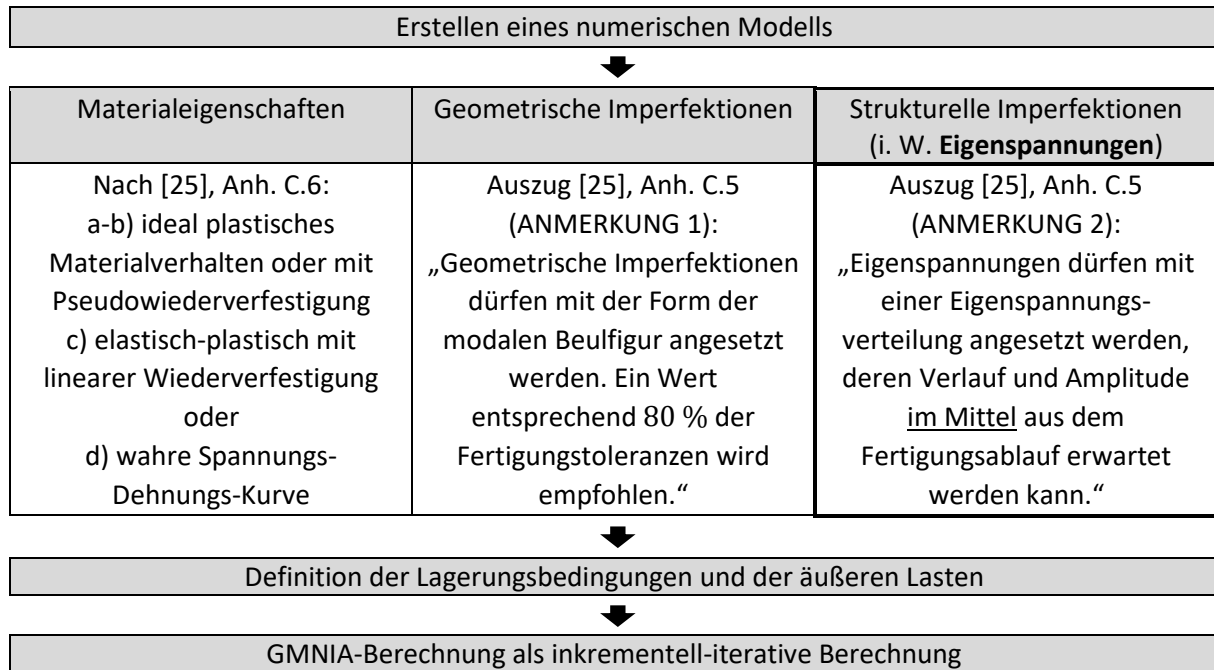 Erstellen eines numerischen Modells
Materialeigenschaften
Nach [25], Anh. C.6:
a-b) ideal plastisches
Materialverhalten oder mit
Pseudowiederverfestigung
c) elastisch-plastisch mit
linearer Wiederverfestigung
oder
d) wahre Spannungs-
Dehnungs-Kurve
Geometrische Imperfektionen
Auszug [25], Anh. C.5
(ANMERKUNG 1):
„Geometrische Imperfektionen
dürfen mit der Form der
modalen Beulfigur angesetzt
werden. Ein Wert
entsprechend 80 % der
Fertigungstoleranzen wird
empfohlen.“
Strukturelle Imperfektionen
(i. W. Eigenspannungen)
Auszug [25], Anh. C.5
(ANMERKUNG 2):
„Eigenspannungen dürfen mit
einer Eigenspannungs-
verteilung angesetzt werden,
deren Verlauf und Amplitude
im Mittel aus dem
Fertigungsablauf erwartet
werden kann.“
Definition der Lagerungsbedingungen und der äußeren Lasten
GMNIA-Berechnung als inkrementell-iterative Berechnung